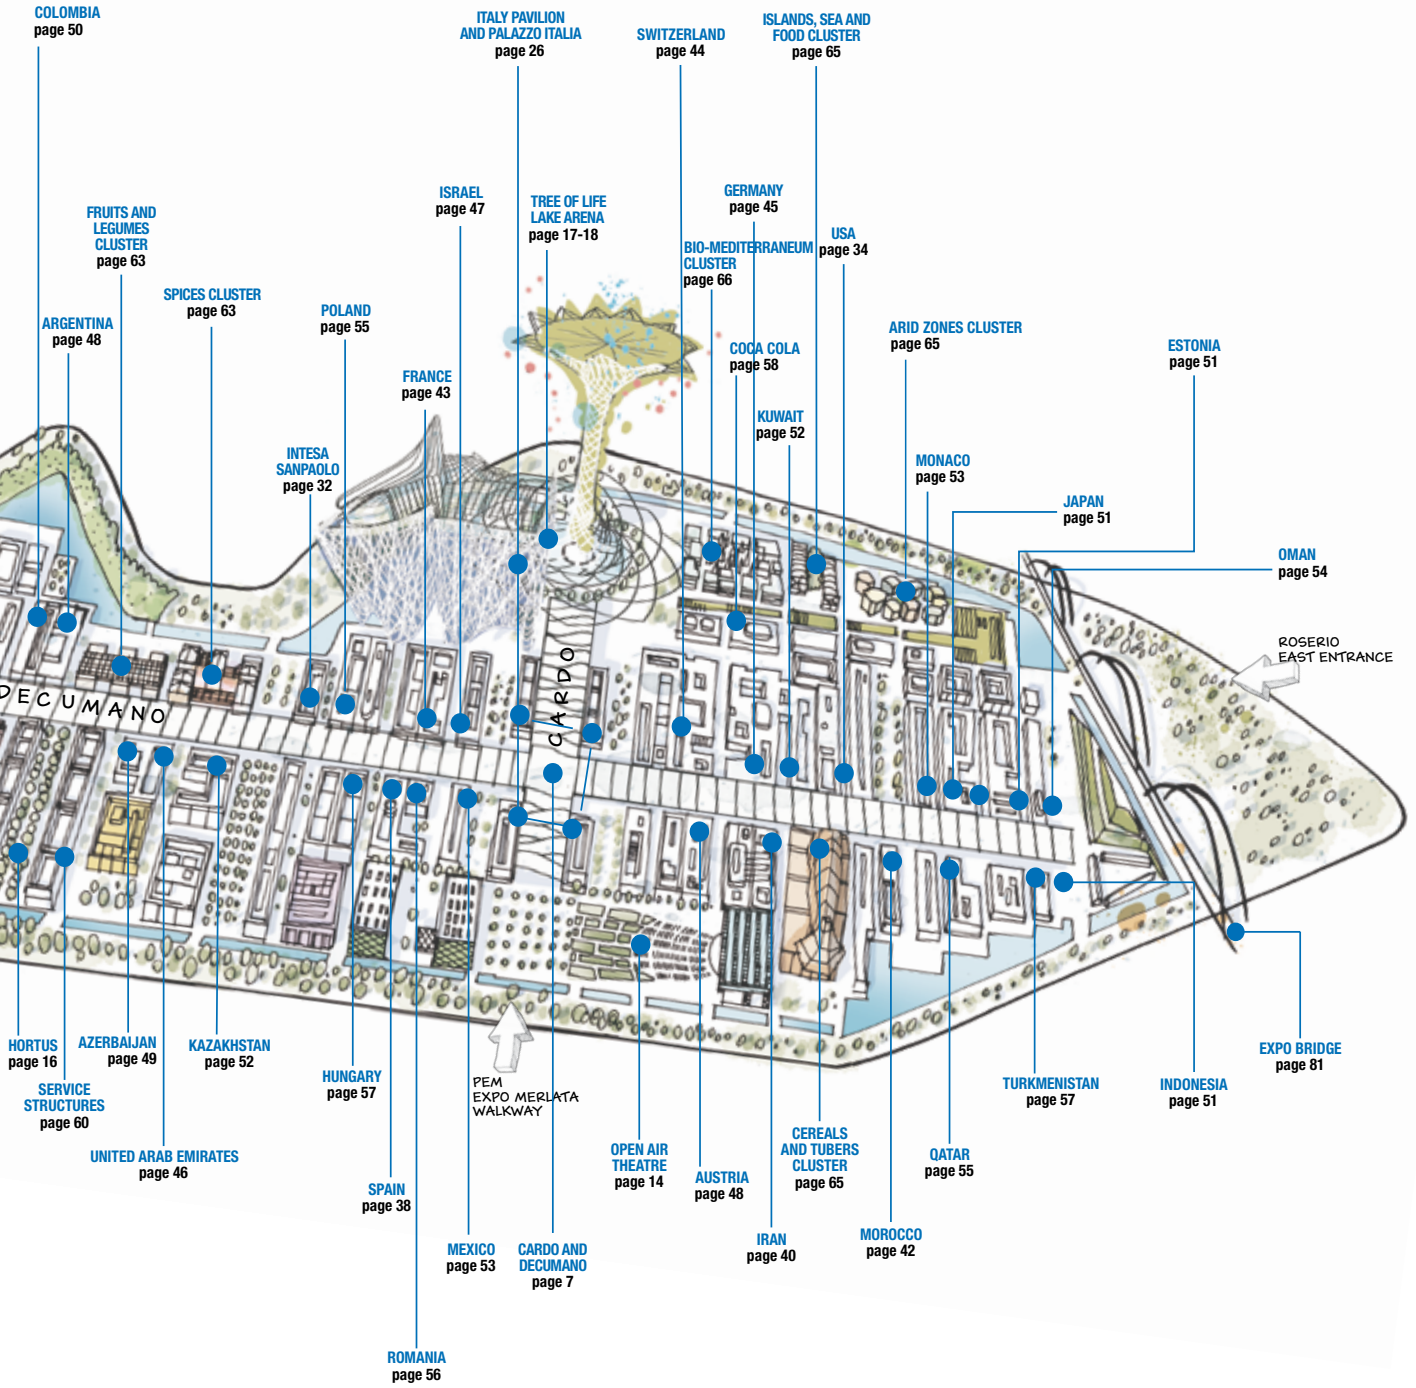 COLOMBIA
page 50
ITALY PAVILION
AND PALAZZO ITALIA
page 26
SWITZERLAND
page 44
ISLANDS, SEA AND
FOOD CLUSTER
page 65
ISRAEL
page 47
TREE OF LIFE
LAKE ARENA
page 17-18
GERMANY
page 45
FRUITS AND
LEGUMES
CLUSTER
page 63
BIO-MEDITERRANEUM
CLUSTER
page 66
USA
page 34
SPICES CLUSTER
page 63
POLAND
page 55
ARGENTINA
page 48
COCA COLA
page 58
ARID ZONES CLUSTER
page 65
ESTONIA
page 51
FRANCE
page 43
KUWAIT
page 52
INTESA
SANPAOLO
page 32
MONACO
page 53
JAPAN
page 51
OMAN
page 54
ROSERIO
EAST ENTRANCE
CARDO
DECUMANO
HORTUS
page 16
AZERBAIJAN
page 49
KAZAKHSTAN
page 52
SERVICE
STRUCTURES
page 60
HUNGARY
page 57
PEM
EXPO MERLATA
WALKWAY
EXPO BRIDGE
page 81
TURKMENISTAN
page 57
INDONESIA
page 51
UNITED ARAB EMIRATES
page 46
OPEN AIR
THEATRE
page 14
CEREALS
AND TUBERS
CLUSTER
page 65
QATAR
page 55
AUSTRIA
page 48
SPAIN
page 38
MEXICO
page 53
CARDO AND
DECUMANO
page 7
IRAN
page 40
MOROCCO
page 42
ROMANIA
page 56